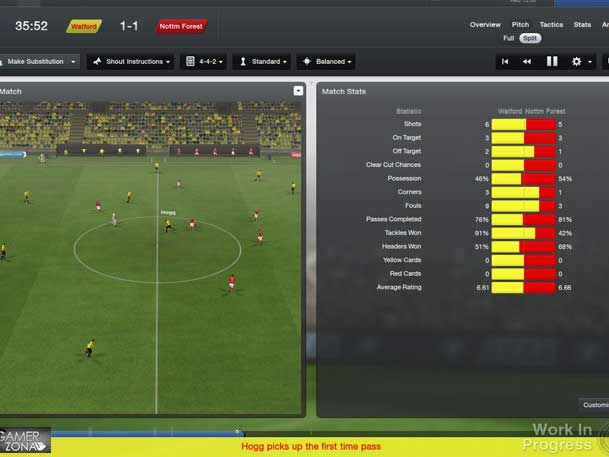 35:52 Watford 1-1 Nottm Forest
Overview Pitch Tactics Stats
Full Split
Make Substitution Shout Instructions 4-4-2 Standard Balanced
Match
Hogg
Match Stats
Statistic Watford Nottm Forest
Shots 6 5
On Target 3 3
Off Target 2 1
Clear Cut Chances 0 0
Possession 46% 54%
Corners 3 1
Fouls 9 3
Passes Completed 76% 81%
Tackles Won 91% 42%
Headers Won 51% 68%
Yellow Cards 0 0
Red Cards 0 0
Average Rating 6.61 6.66
Customi
Work In
Progress
GAMER
ZONA
Hogg picks up the first time pass